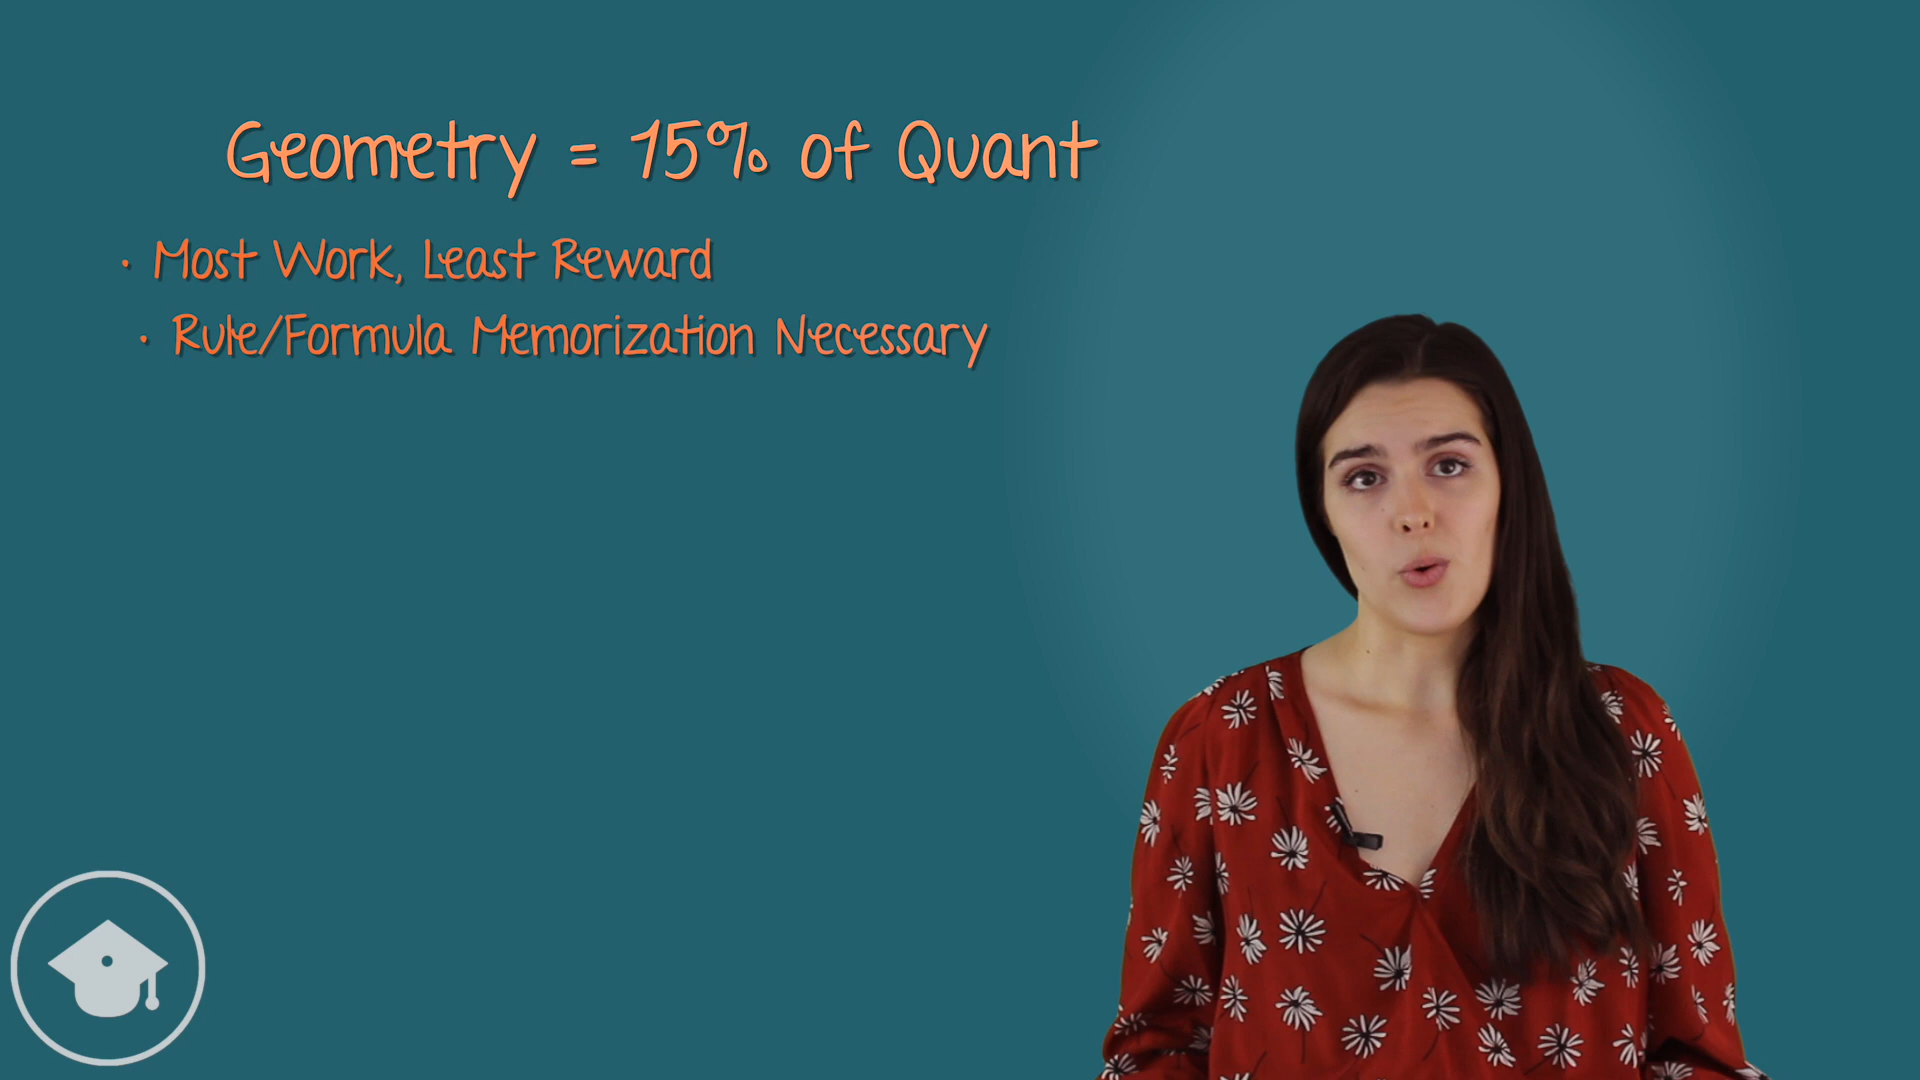 Geometry = 15% of Quant
• Most Work, Least Reward
• Rule/Formula Memorization Necessary